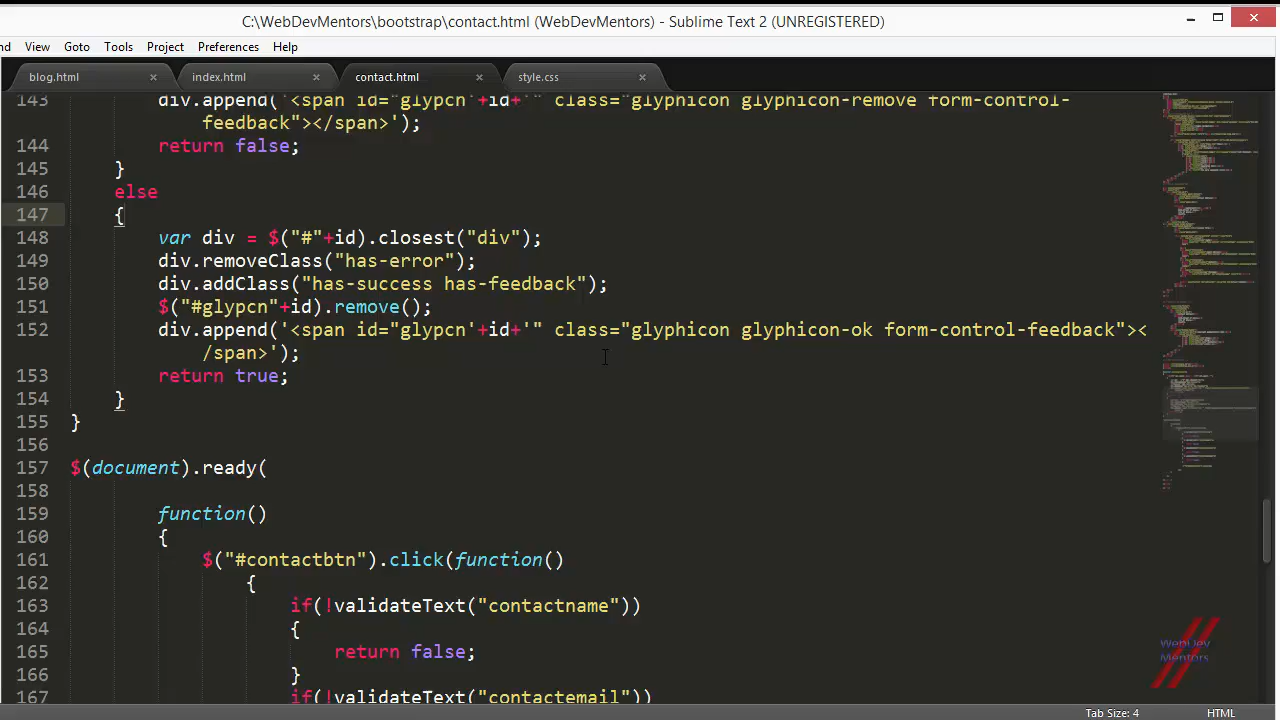 C:\WebDevMentors\bootstrap\contact.html (WebDevMentors) - Sublime Text 2 (UNREGISTERED)
nd View Goto Tools Project Preferences Help
blog.html × index.html × contact.html × style.css ×
143 div.append('<span id="glypcn'+id+'" class="glyphicon glyphicon-remove form-control-
feedback"></span>');
144 return false;
145 }
146 else
147 {
148 var div = $("#"+id).closest("div");
149 div.removeClass("has-error");
150 div.addClass("has-success has-feedback");
151 $("#glypcn"+id).remove();
152 div.append('<span id="glypcn'+id+'" class="glyphicon glyphicon-ok form-control-feedback"><
/span>');
153 return true;
154 }
155 }
156
157 $(document).ready(
158
159 function()
160 {
161 $("#contactbtn").click(function()
162 {
163 if(!validateText("contactname"))
164 {
165 return false;
166 }
167 if(!validateText("contactemail"))
WebDev
Mentors
Tab Size: 4 HTML